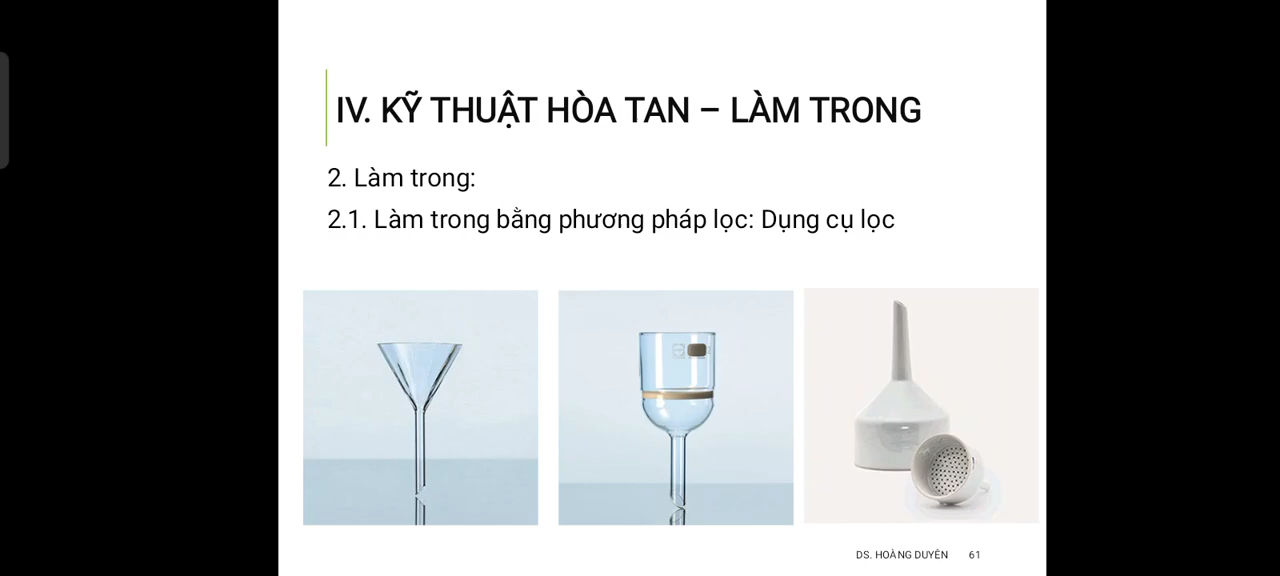 IV. KỸ THUẬT HÒA TAN – LÀM TRONG
2. Làm trong:
2.1. Làm trong bằng phương pháp lọc: Dụng cụ lọc
DS. HOÀNG DUYÊN 61